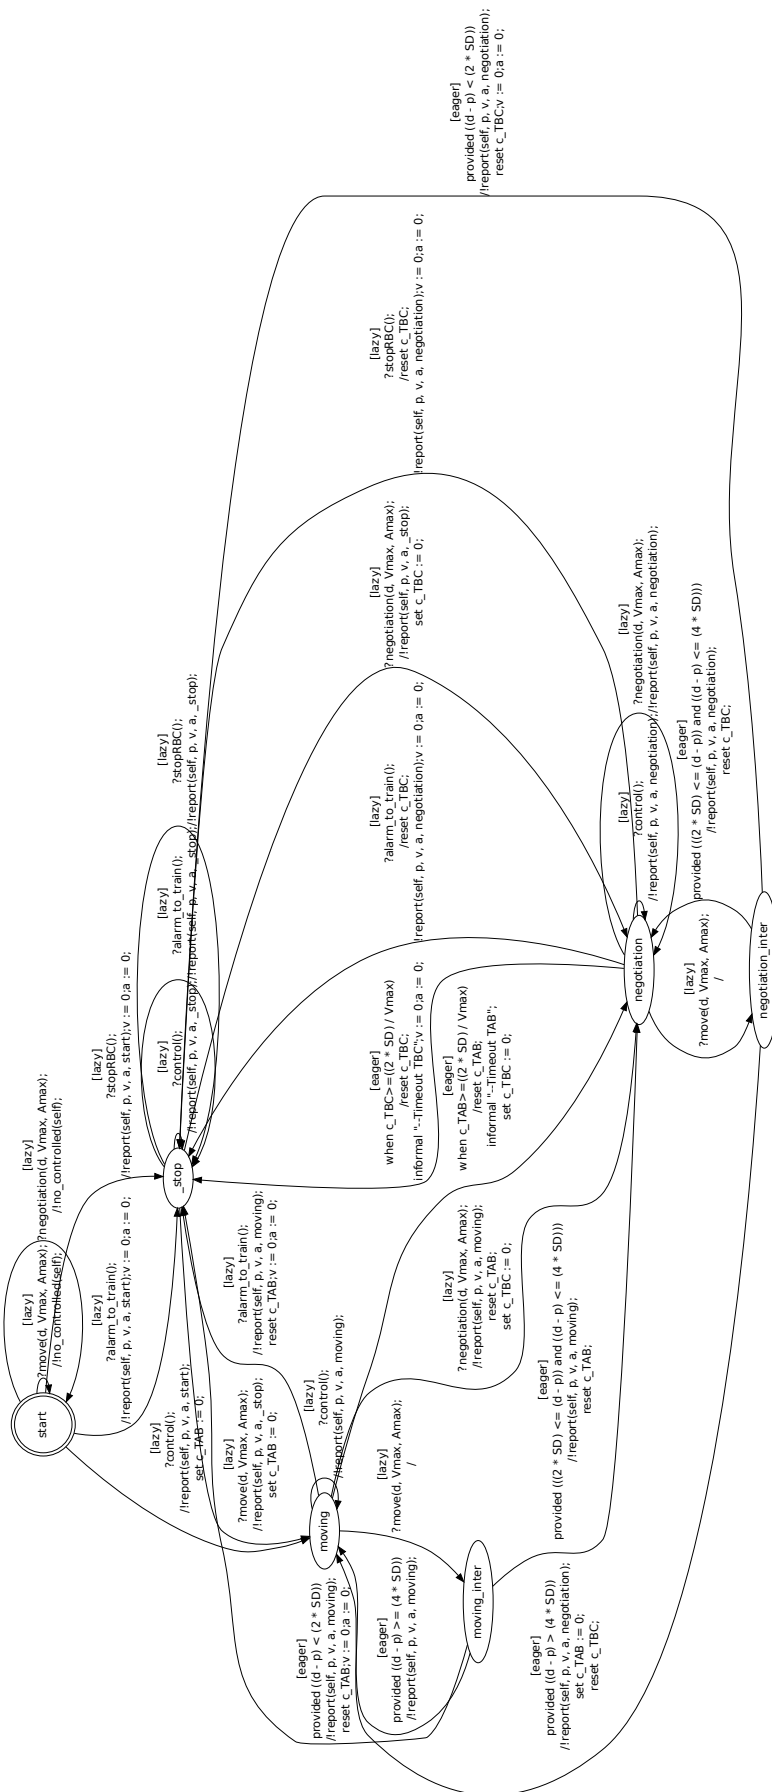 start
[lazy]
?move(d, Vmax, Amax);
/!no_controlled(self);
[lazy]
?negotiation(d, Vmax, Amax);
/!no_controlled(self);
[lazy]
?alarm_to_train();
/!report(self, p, v, a, start);v := 0;a := 0;
[lazy]
?stopRBC();
/!report(self, p, v, a, start);v := 0;a := 0;
[lazy]
?control();
/!report(self, p, v, a, start);
set c_TAB := 0;
_stop
[lazy]
?control();
/!report(self, p, v, a, _stop);
[lazy]
?alarm_to_train();
/!report(self, p, v, a, _stop);
[lazy]
?stopRBC();
/!report(self, p, v, a, _stop);
[lazy]
?move(d, Vmax, Amax);
/!report(self, p, v, a, _stop);
set c_TAB := 0;
[lazy]
?alarm_to_train();
/!report(self, p, v, a, moving);
reset c_TAB;v := 0;a := 0;
[eager]
provided ((d - p) < (2 * SD))
/!report(self, p, v, a, moving);
reset c_TAB;v := 0;a := 0;
moving
[lazy]
?control();
/!report(self, p, v, a, moving);
[eager]
provided ((d - p) >= (4 * SD))
/!report(self, p, v, a, moving);
[lazy]
?move(d, Vmax, Amax);
/
[eager]
when c_TBC>=((2 * SD) / Vmax)
/reset c_TBC;
informal "--Timeout TBC";v := 0;a := 0;
[lazy]
?alarm_to_train();
/reset c_TBC;
!report(self, p, v, a, negotiation);v := 0;a := 0;
[lazy]
?negotiation(d, Vmax, Amax);
/!report(self, p, v, a, _stop);
set c_TBC := 0;
[lazy]
?stopRBC();
/reset c_TBC;
!report(self, p, v, a, negotiation);v := 0;a := 0;
[lazy]
?negotiation(d, Vmax, Amax);
/!report(self, p, v, a, moving);
reset c_TAB;
set c_TBC := 0;
[eager]
when c_TAB>=((2 * SD) / Vmax)
/reset c_TAB;
informal "--Timeout TAB";
set c_TBC := 0;
[eager]
provided ((d - p) < (2 * SD))
/!report(self, p, v, a, negotiation);
reset c_TBC;v := 0;a := 0;
moving_inter
[eager]
provided ((d - p) > (4 * SD))
/!report(self, p, v, a, negotiation);
set c_TAB := 0;
reset c_TBC;
[eager]
provided (((2 * SD) <= (d - p)) and ((d - p) <= (4 * SD)))
/!report(self, p, v, a, moving);
reset c_TAB;
negotiation
[lazy]
?control();
/!report(self, p, v, a, negotiation);
[lazy]
?negotiation(d, Vmax, Amax);
/!report(self, p, v, a, negotiation);
[lazy]
?move(d, Vmax, Amax);
/
[eager]
provided (((2 * SD) <= (d - p)) and ((d - p) <= (4 * SD)))
/!report(self, p, v, a, negotiation);
reset c_TBC;
negotiation_inter